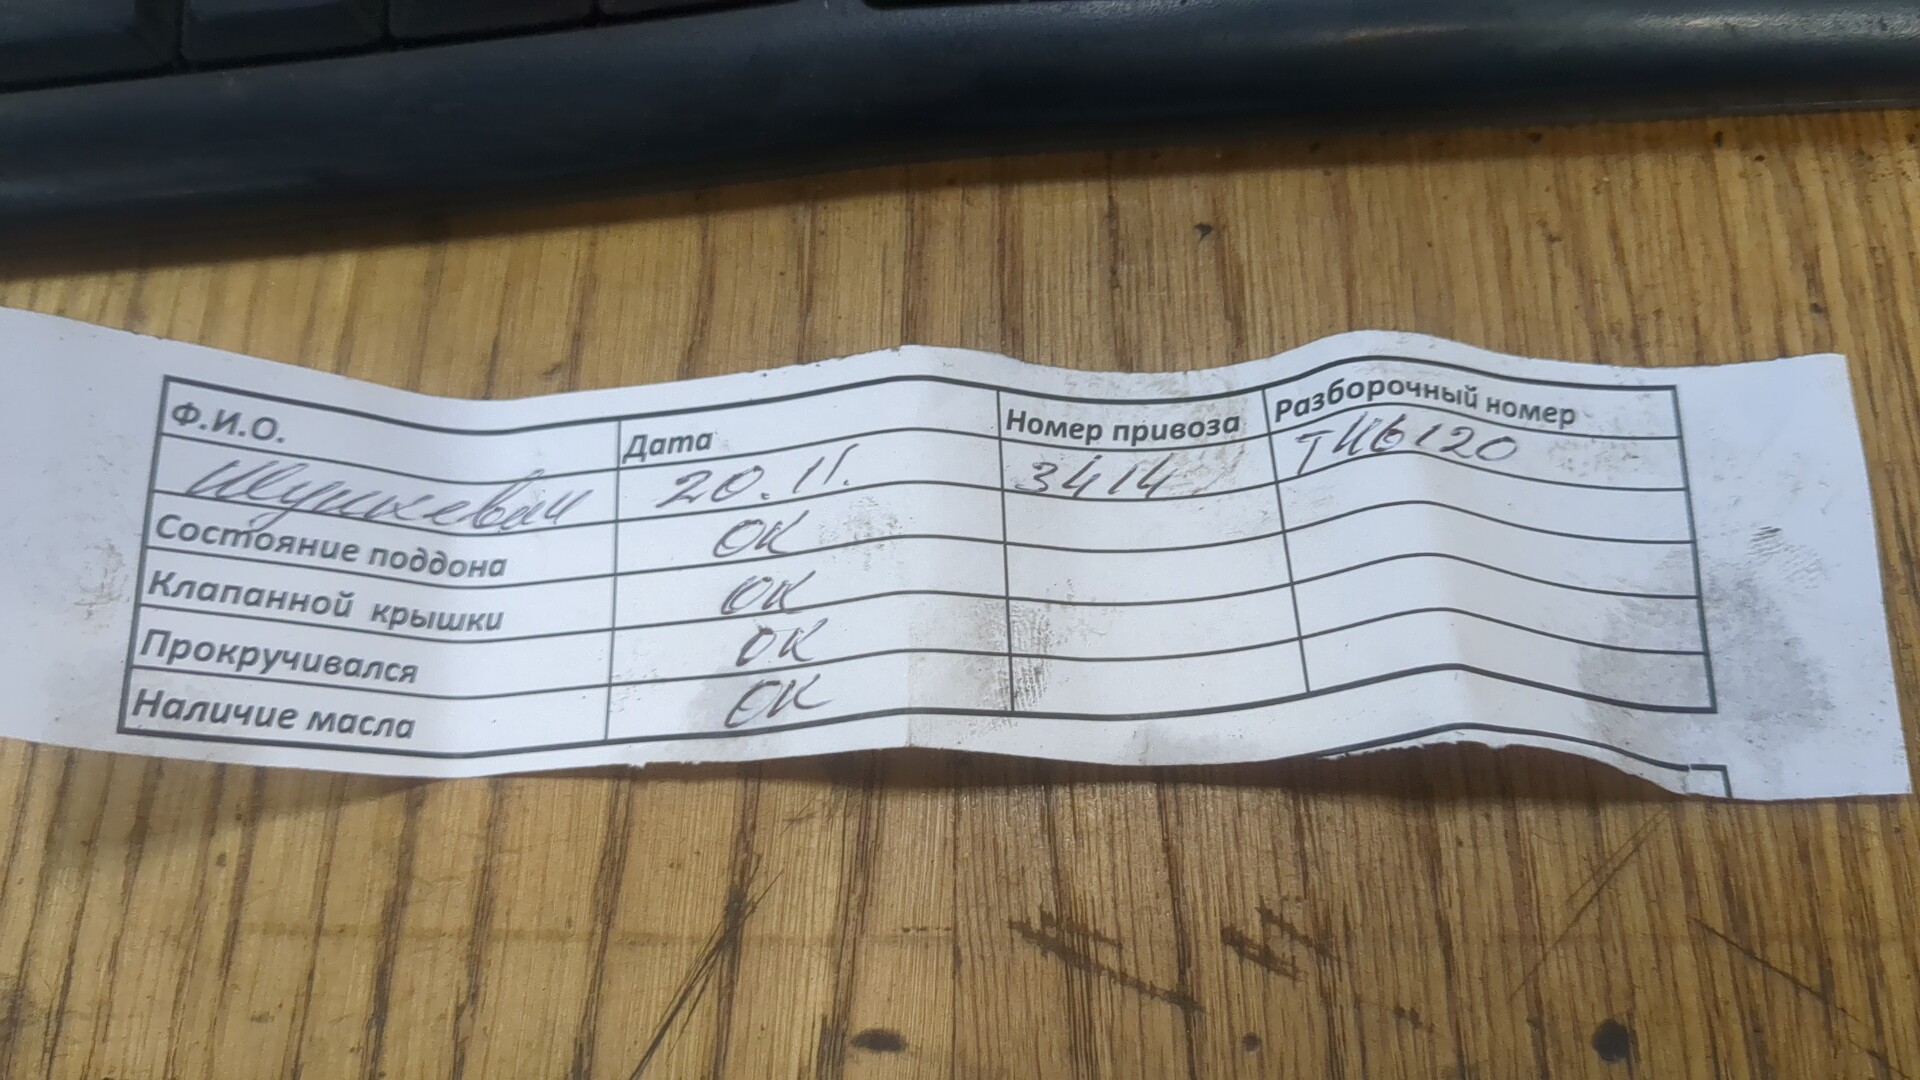 Ф.И.О. Дата Номер привоза Разборочный номер
20.11. 3414 ТИ6120
Состояние поддона ОК
Клапанной крышки ОК
Прокручивался ОК
Наличие масла ОК